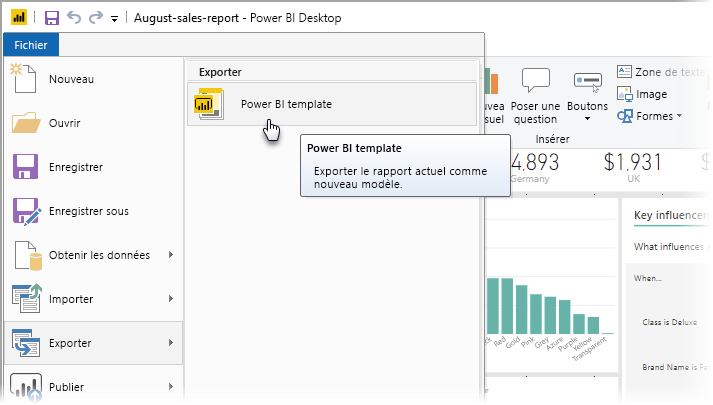 August-sales-report - Power BI Desktop
Fichier
Nouveau
Ouvrir
Enregistrer
Enregistrer sous
Obtenir les données
Importer
Exporter
Publier
Exporter
Power BI template
Power BI template
Exporter le rapport actuel comme
nouveau modèle.
Poser une
question
Boutons
Zone de texte
Image
Formes
Insérer
4,893
Germany
$1,931
UK
Red
Gold
Pink
Grey
Azure
Purple
Yellow
Transparent
Key influencers
What influences
When...
Class is Deluxe
Brand Name is Fa